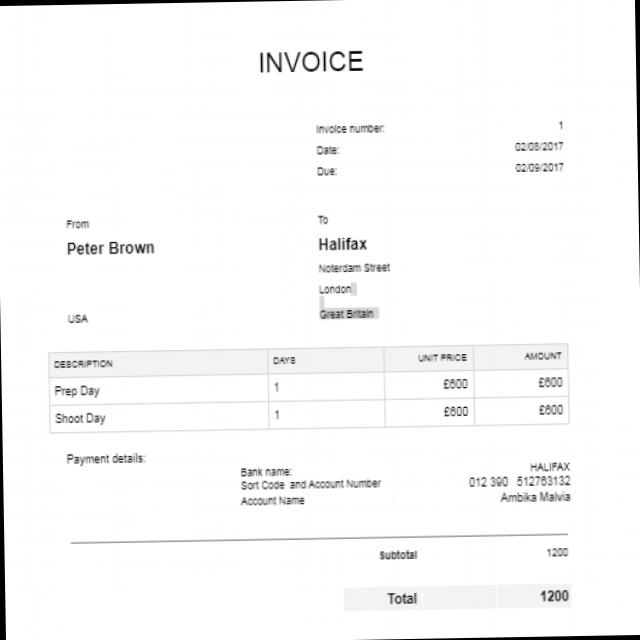 INVOICE
Invoice number: 1
Date: 02/08/2017
Due: 02/09/2017
From
To
Peter Brown
Halifax
Noterdam Street
London
USA
Great Britain
DESCRIPTION DAYS UNIT PRICE AMOUNT
Prep Day 1 £600 £600
Shoot Day 1 £600 £600
Payment details:
Bank name: HALIFAX
Sort Code and Account Number 012 390 512763132
Account Name Ambika Malvia
Subtotal 1200
Total 1200